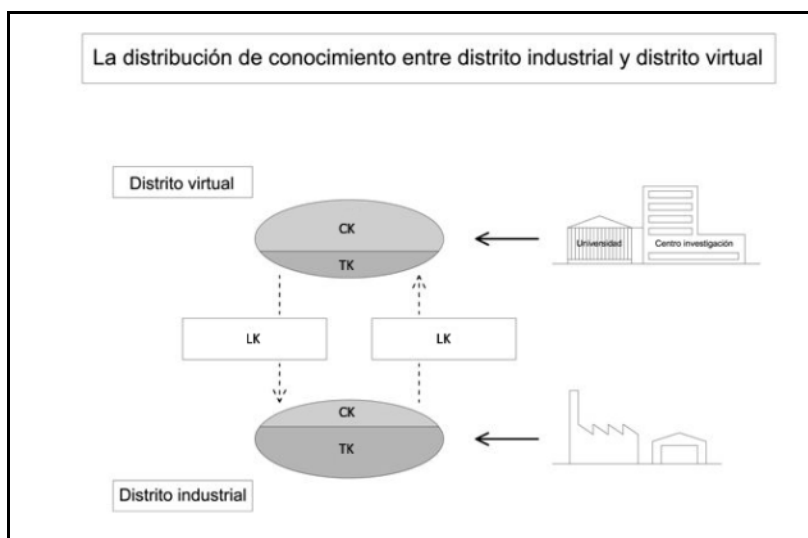 La distribución de conocimiento entre distrito industrial y distrito virtual
Distrito virtual
CK
TK
Universidad
Centro investigación
LK
LK
CK
TK
Distrito industrial